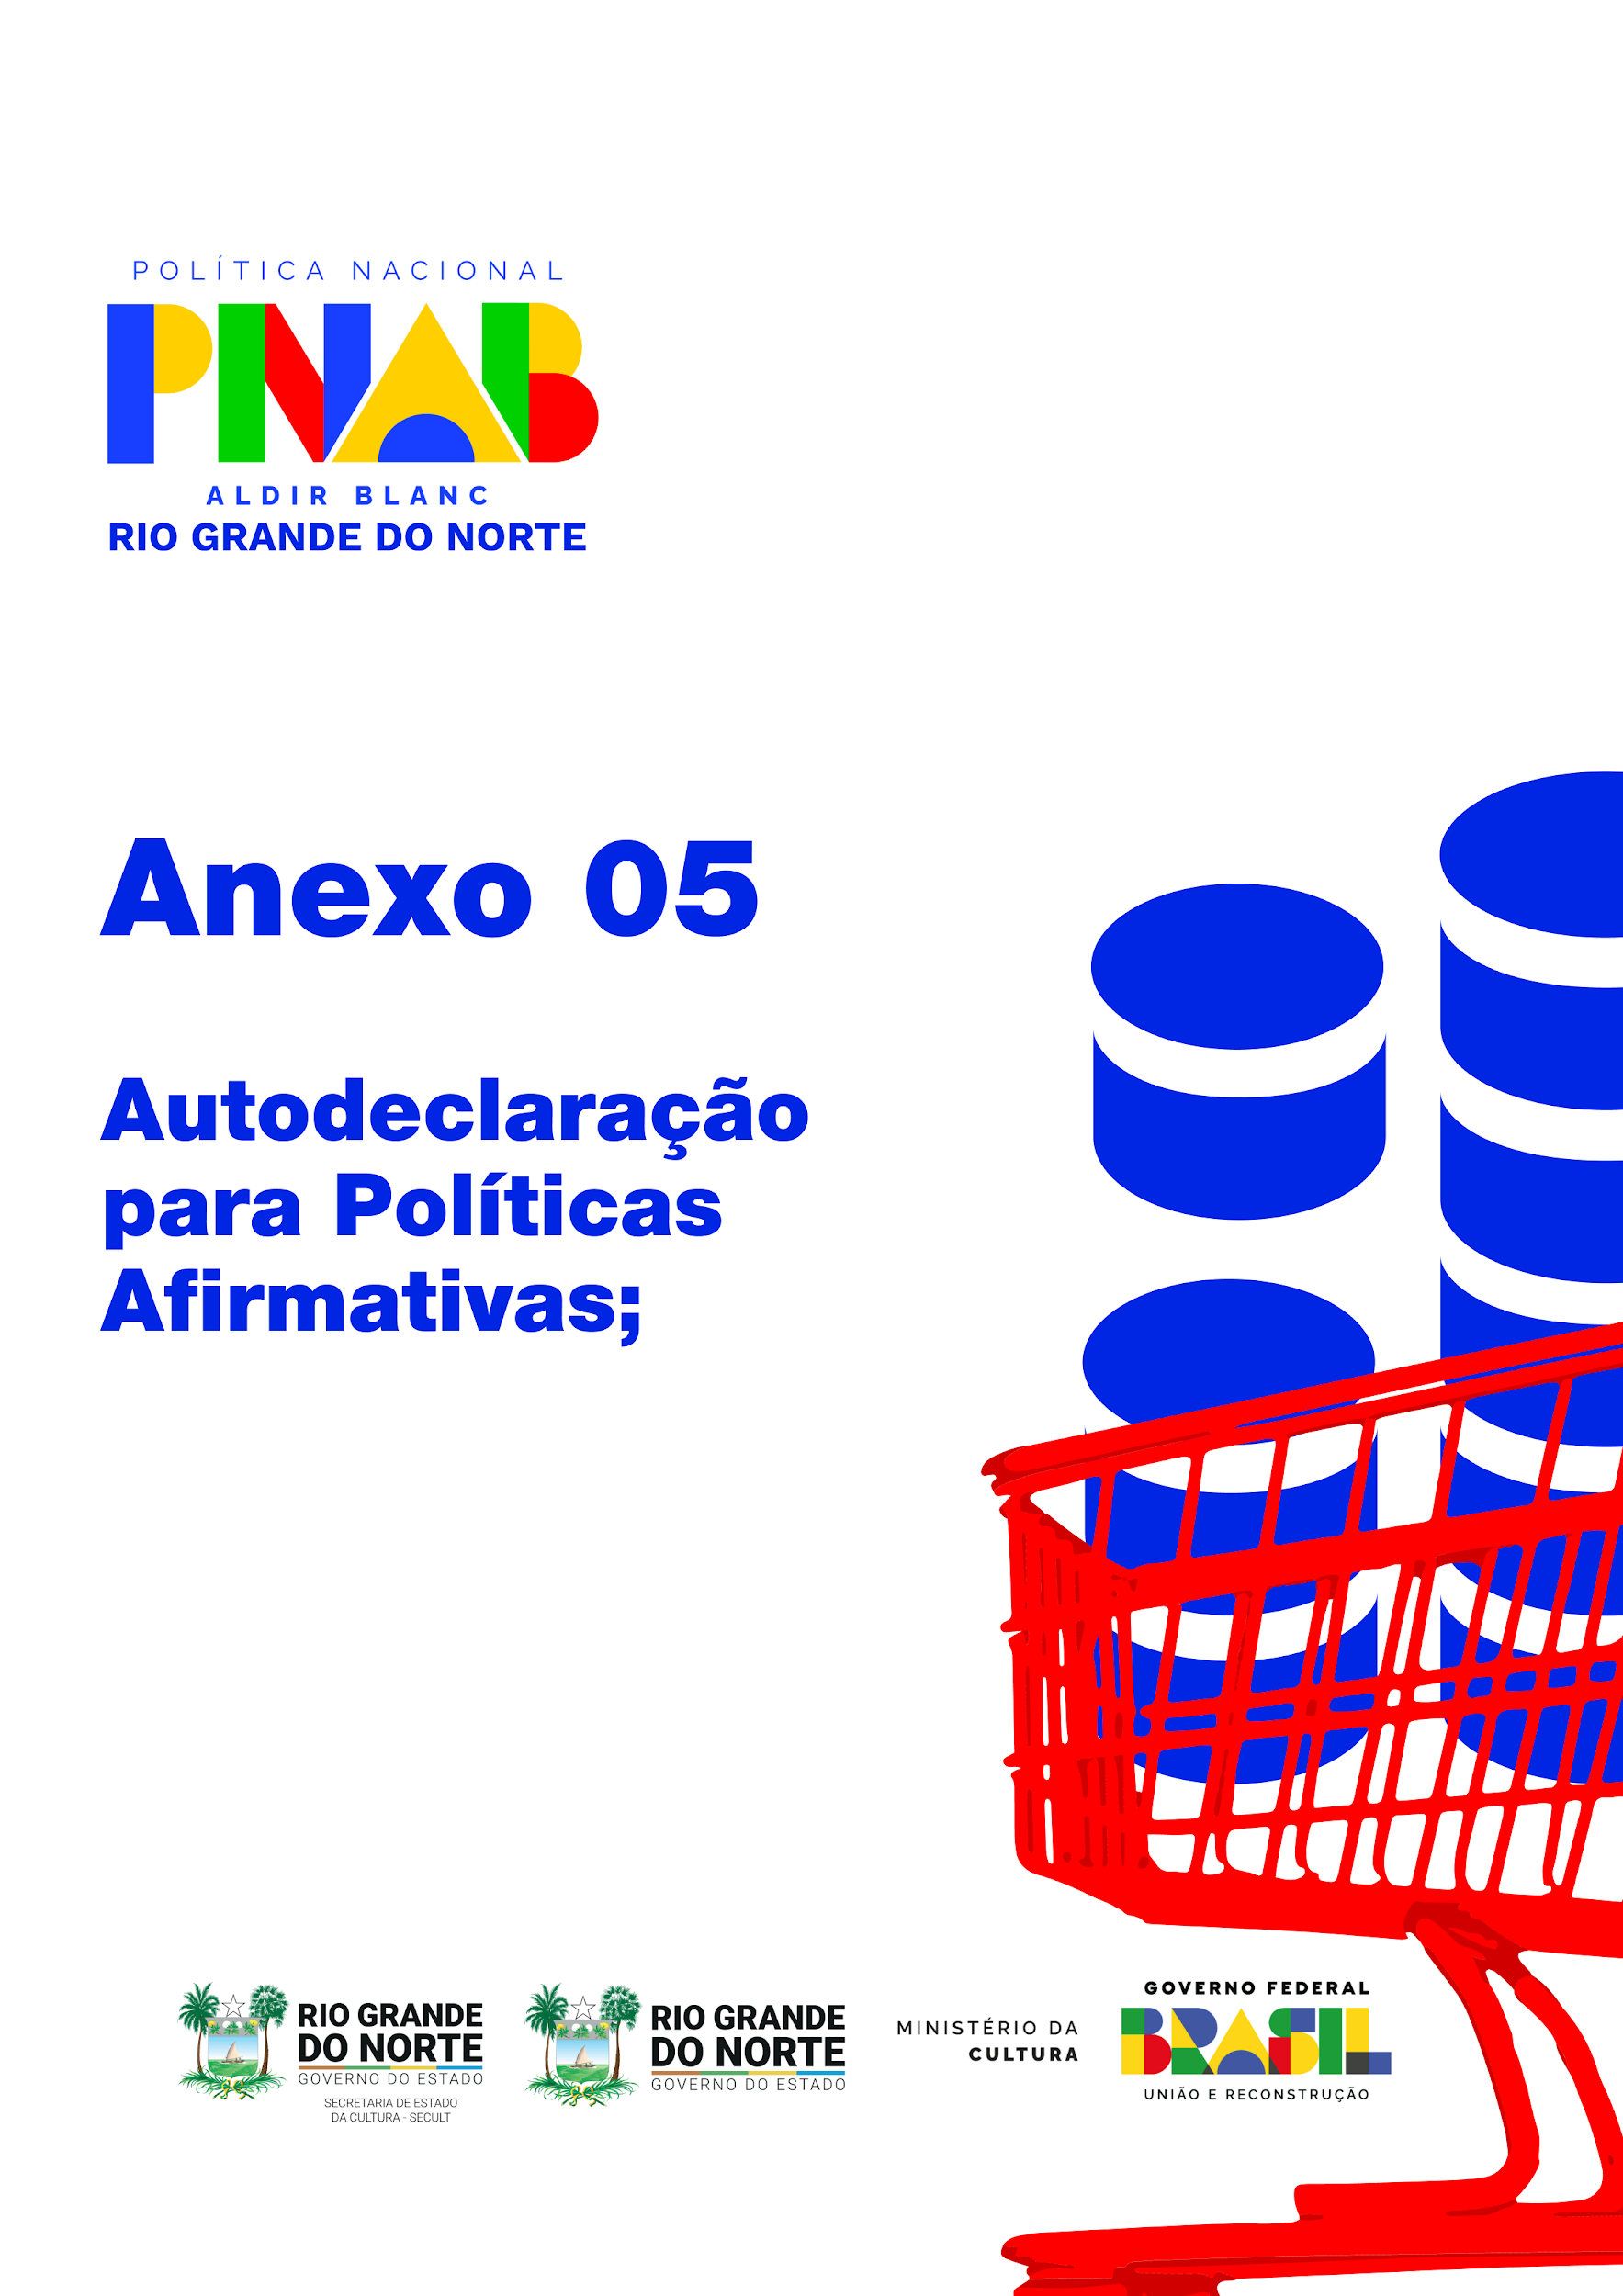 POLÍTICA NACIONAL
PNAB
ALDIR BLANC
RIO GRANDE DO NORTE
Anexo 05
Autodeclaração
para Políticas
Afirmativas;
RIO GRANDE
DO NORTE
GOVERNO DO ESTADO
SECRETARIA DE ESTADO
DA CULTURA - SECULT
RIO GRANDE
DO NORTE
GOVERNO DO ESTADO
MINISTÉRIO DA
CULTURA
GOVERNO FEDERAL
BRASIL
UNIÃO E RECONSTRUÇÃO